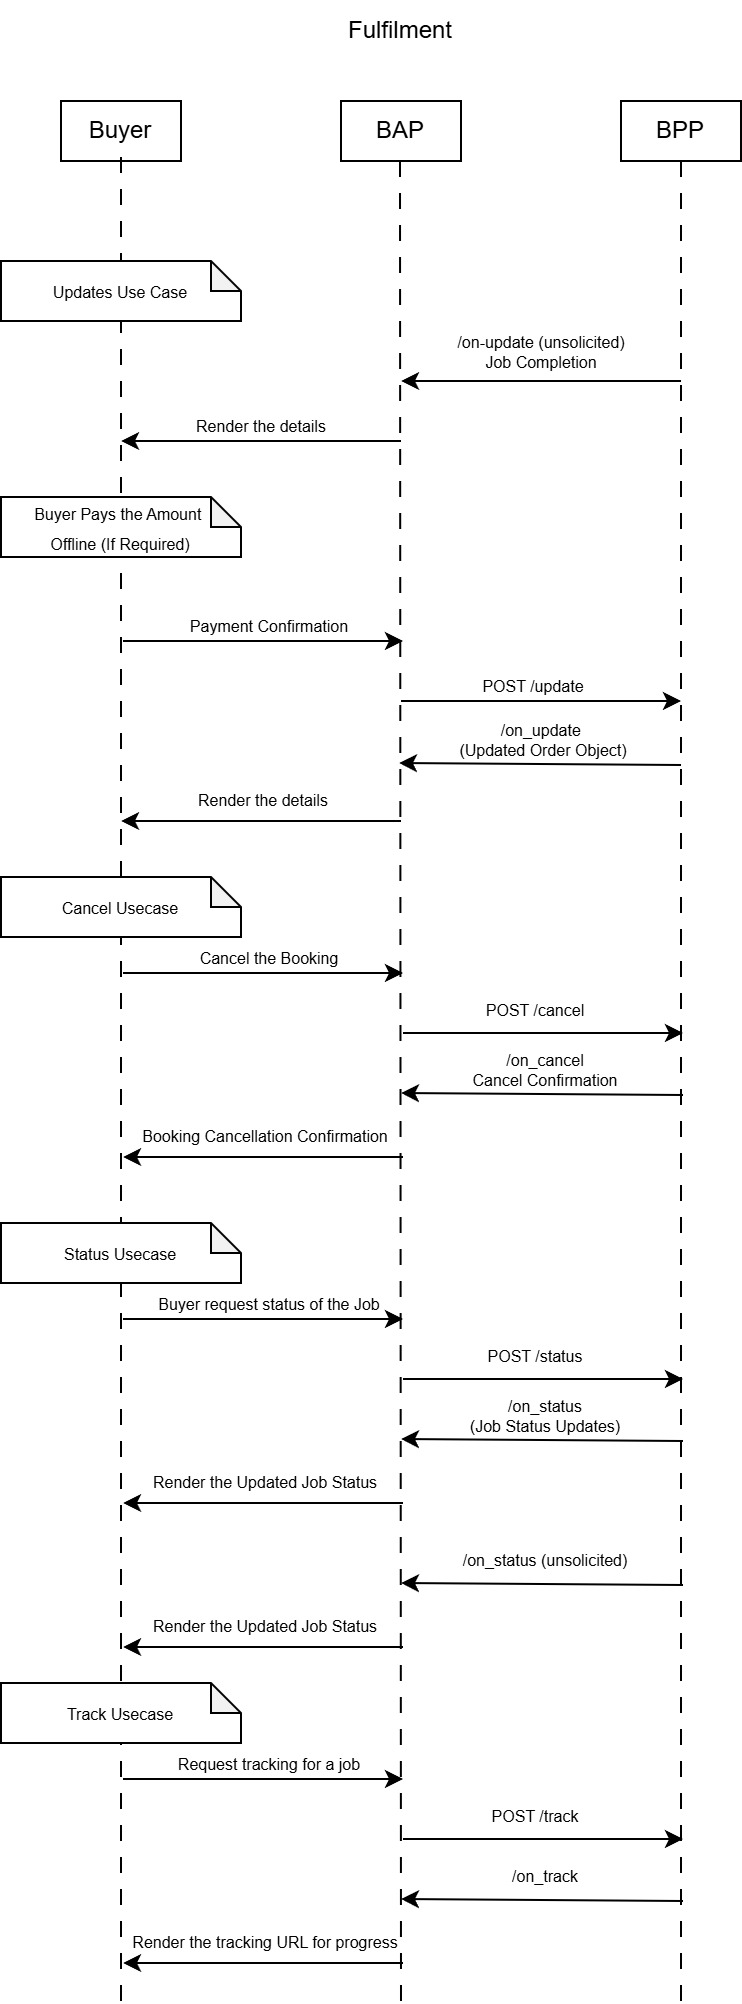 Fulfilment
Buyer
BAP
BPP
Updates Use Case
/on-update (unsolicited)
Job Completion
Render the details
Buyer Pays the Amount
Offline (If Required)
Payment Confirmation
POST /update
/on_update
(Updated Order Object)
Render the details
Cancel Usecase
Cancel the Booking
POST /cancel
/on_cancel
Cancel Confirmation
Booking Cancellation Confirmation
Status Usecase
Buyer request status of the Job
POST /status
/on_status
(Job Status Updates)
Render the Updated Job Status
/on_status (unsolicited)
Render the Updated Job Status
Track Usecase
Request tracking for a job
POST /track
/on_track
Render the tracking URL for progress